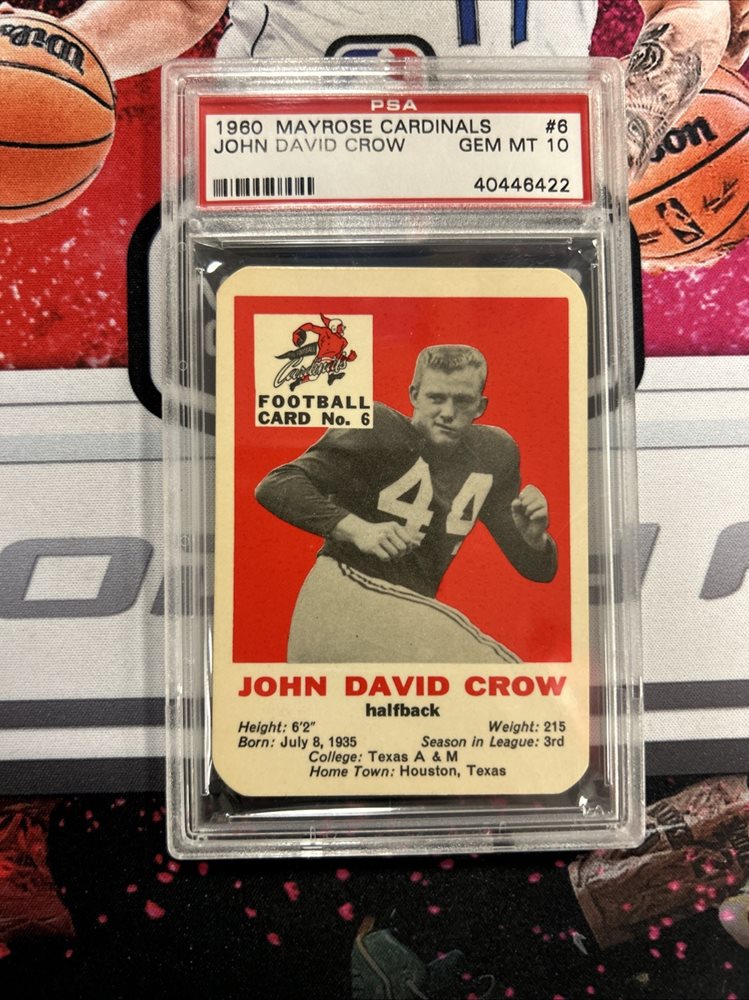 Wilson
PSA
1960 MAYROSE CARDINALS #6
JOHN DAVID CROW GEM MT 10
40446422
Cardinals
FOOTBALL
CARD No. 6
44
JOHN DAVID CROW
halfback
Height: 6'2" Weight: 215
Born: July 8, 1935 Season in League: 3rd
College: Texas A & M
Home Town: Houston, Texas